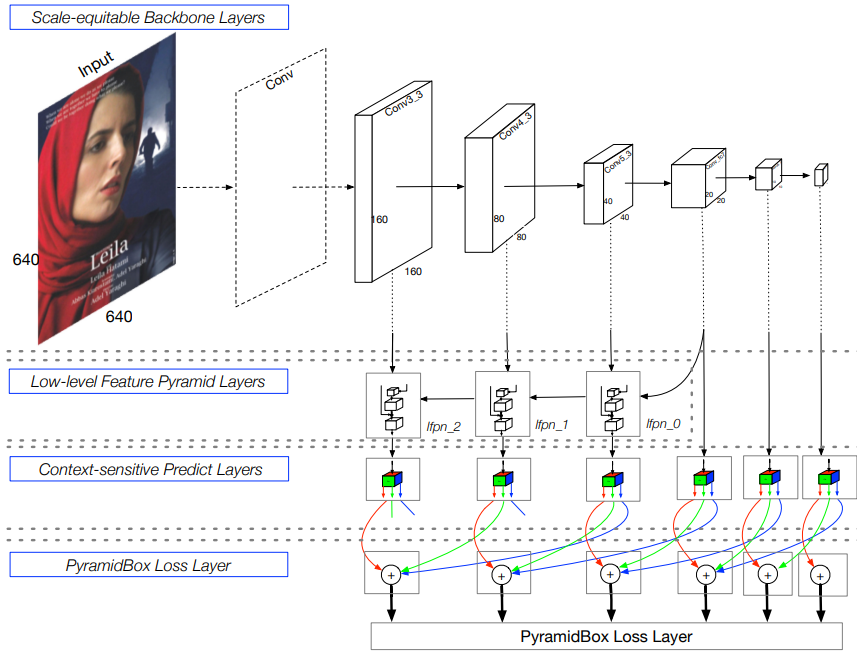 Scale-equitable Backbone Layers
Input
Conv
Conv3_3
Conv4_3
Conv5_3
160
160
80
80
40
40
20
20
640
640
Leila
Leila Hatami
Low-level Feature Pyramid Layers
lfpn_2
lfpn_1
lfpn_0
Context-sensitive Predict Layers
PyramidBox Loss Layer
+
+
+
+
+
+
PyramidBox Loss Layer